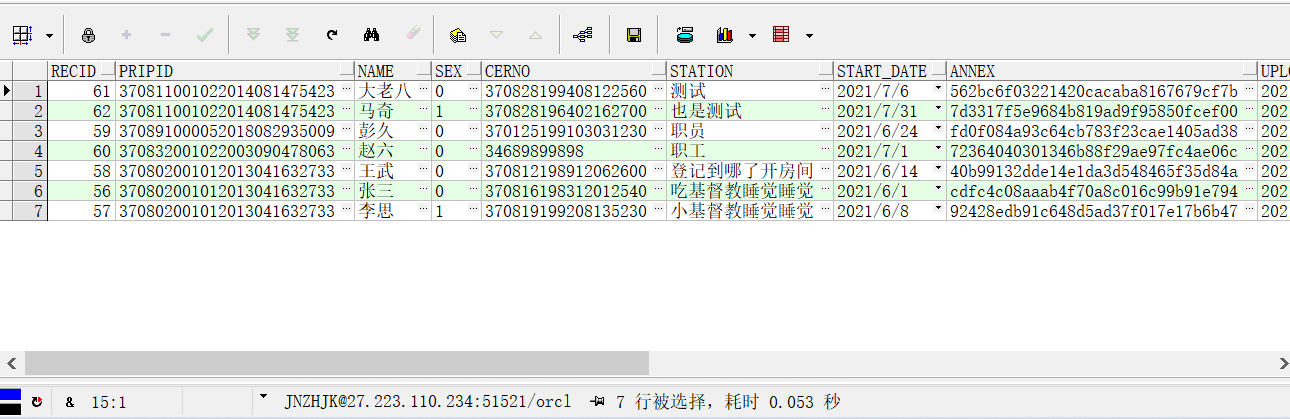 RECID PRIPID NAME SEX CERNO STATION START_DATE ANNEX UPLO
1 61 370811001022014081475423 大老八 0 370828199408122560 测试 2021/7/6 562bc6f03221420cacaba8167679cf7b 202
2 62 370811001022014081475423 马奇 1 370828196402162700 也是测试 2021/7/31 7d3317f5e9684b819ad9f95850fcef00 202
3 59 370891000052018082935009 彭久 0 370125199103031230 职员 2021/6/24 fd0f084a93c64cb783f23cae1405ad38 202
4 60 370832001022003090478063 赵六 0 34689899898 职工 2021/7/1 72364040301346b88f29ae97fc4ae06c 202
5 58 370802001012013041632733 王武 0 370812198912062600 登记到哪了开房间 2021/6/14 40b99132dde14e1da3d548465f35d84a 202
6 56 370802001012013041632733 张三 0 370816198312012540 吃基督教睡觉睡觉 2021/6/1 cdfc4c08aaab4f70a8c016c99b91e794 202
7 57 370802001012013041632733 李思 1 370819199208135230 小基督教睡觉睡觉 2021/6/8 92428edb91c648d5ad37f017e17b6b47 202
& 15:1 JNZHJK@27.223.110.234:51521/orcl 7 行被选择，耗时 0.053 秒